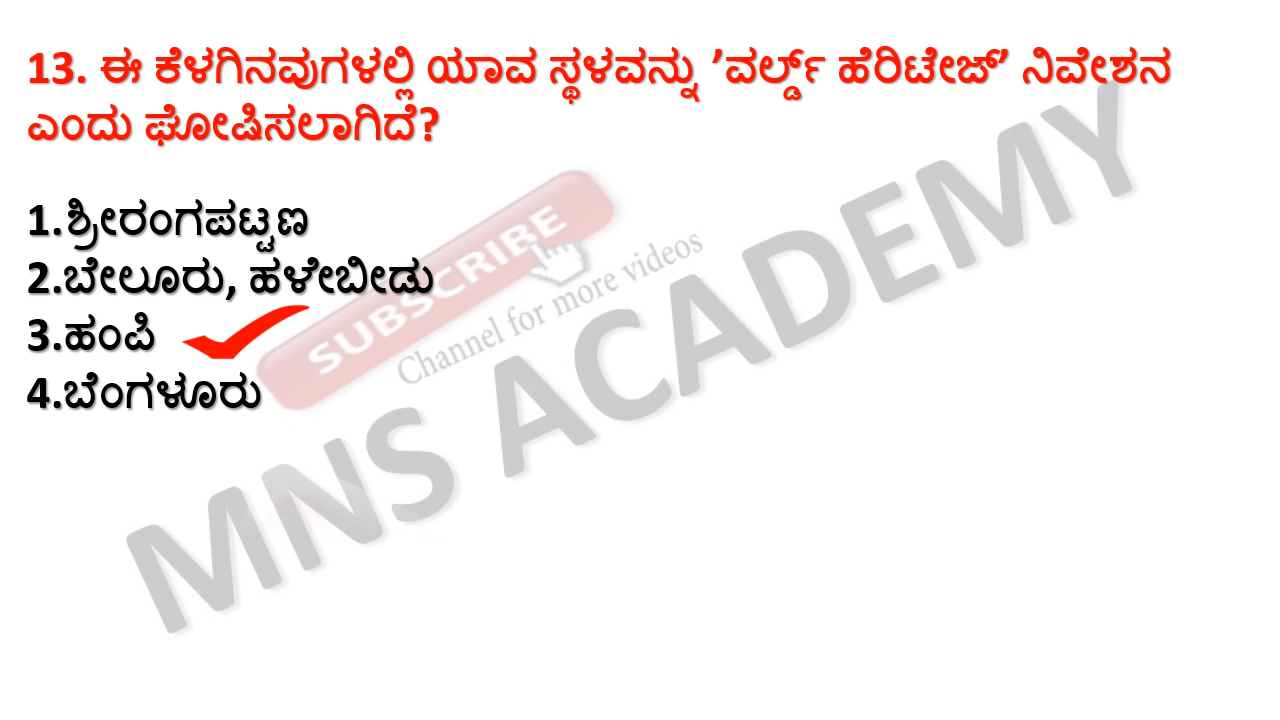 13. ಈ ಕೆಳಗಿನವುಗಳಲ್ಲಿ ಯಾವ ಸ್ಥಳವನ್ನು ’ವರ್ಲ್ಡ್ ಹೆರಿಟೇಜ್’ ನಿವೇಶನ
ಎಂದು ಘೋಷಿಸಲಾಗಿದೆ?
1.ಶ್ರೀರಂಗಪಟ್ಟಣ
2.ಬೇಲೂರು, ಹಳೇಬೀಡು
3.ಹಂಪಿ
4.ಬೆಂಗಳೂರು
SUBSCRIBE
Channel for more videos
MNS ACADEMY